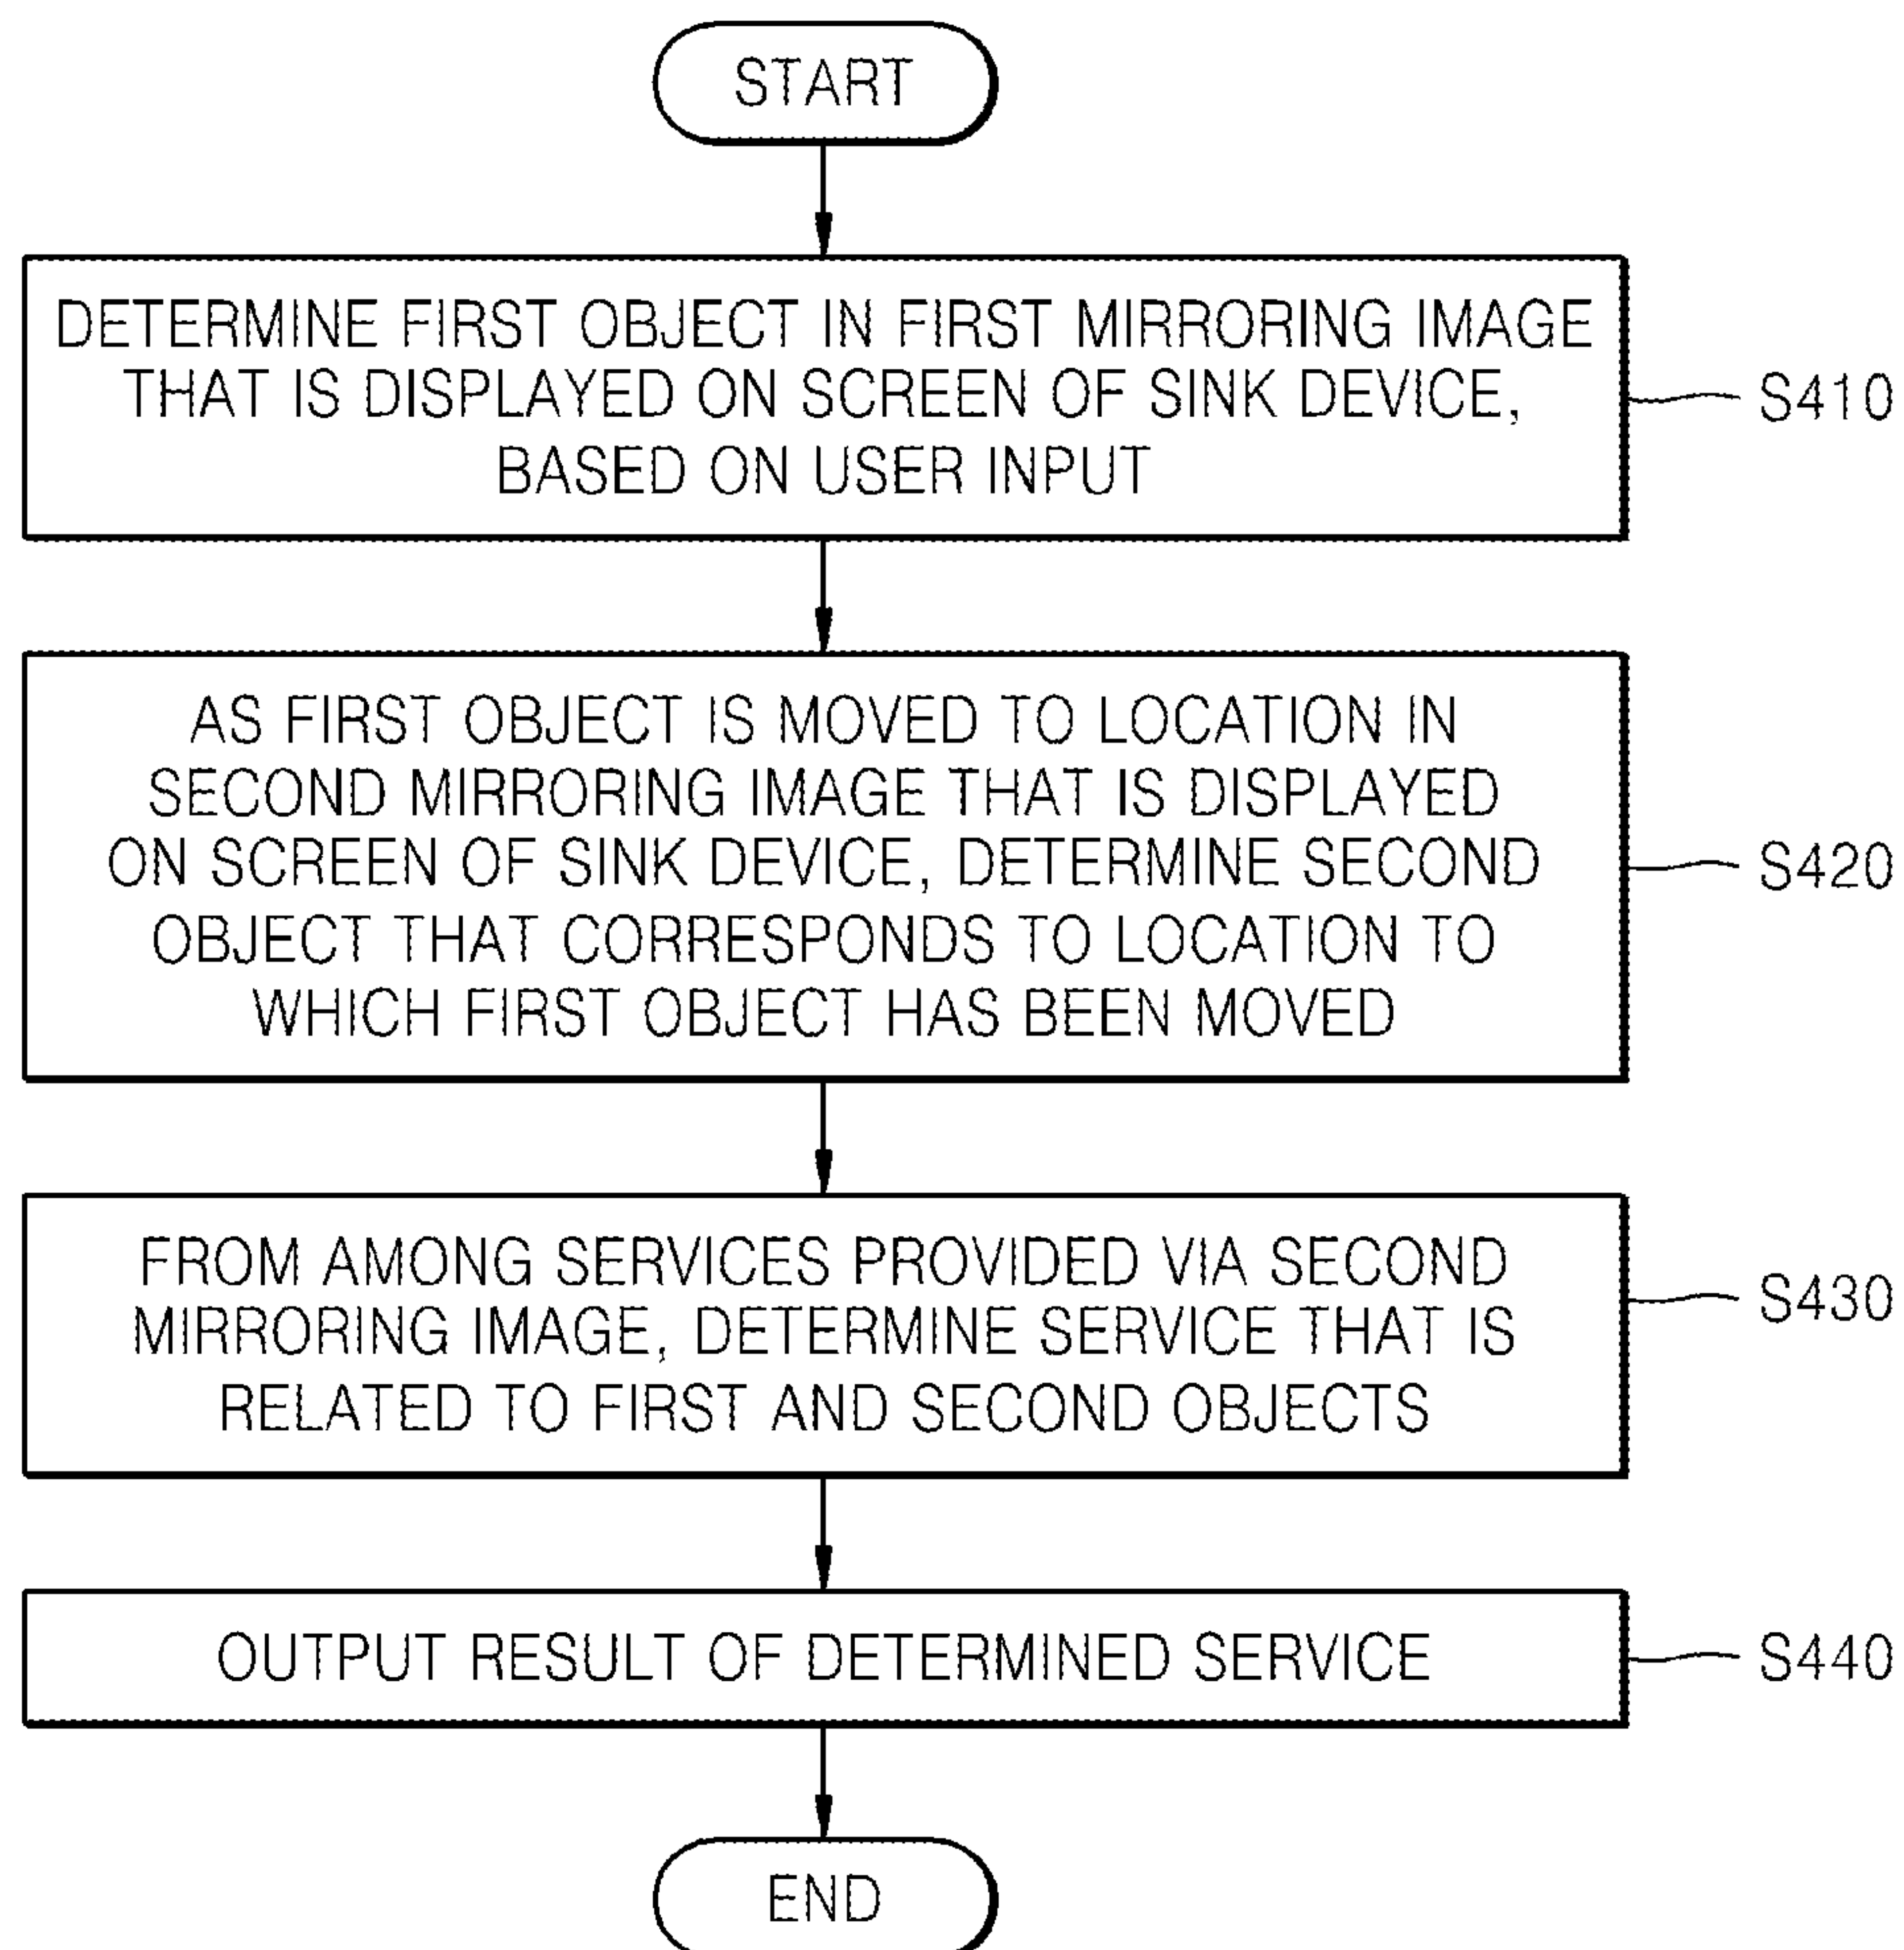 START
DETERMINE FIRST OBJECT IN FIRST MIRRORING IMAGE
THAT IS DISPLAYED ON SCREEN OF SINK DEVICE,
BASED ON USER INPUT
S410
AS FIRST OBJECT IS MOVED TO LOCATION IN
SECOND MIRRORING IMAGE THAT IS DISPLAYED
ON SCREEN OF SINK DEVICE, DETERMINE SECOND
OBJECT THAT CORRESPONDS TO LOCATION TO
WHICH FIRST OBJECT HAS BEEN MOVED
S420
FROM AMONG SERVICES PROVIDED VIA SECOND
MIRRORING IMAGE, DETERMINE SERVICE THAT IS
RELATED TO FIRST AND SECOND OBJECTS
S430
OUTPUT RESULT OF DETERMINED SERVICE
S440
END